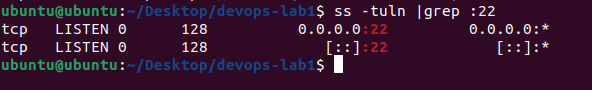 ubuntu@ubuntu:~/Desktop/devops-lab1$ ss -tuln |grep :22
tcp   LISTEN 0      128          0.0.0.0:22        0.0.0.0:*
tcp   LISTEN 0      128             [::]:22           [::]:*
ubuntu@ubuntu:~/Desktop/devops-lab1$